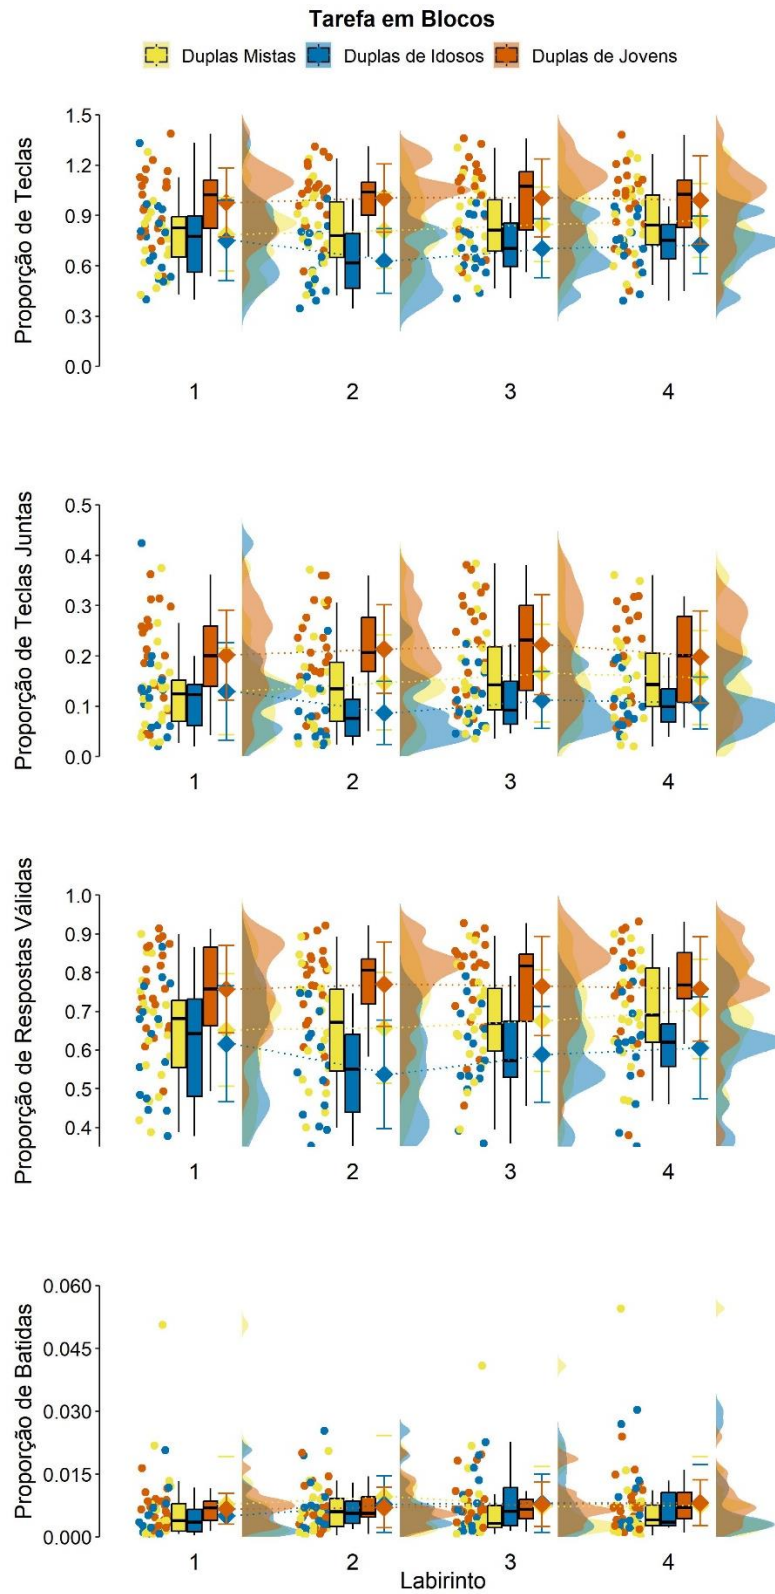 Tarefa em Blocos
Duplas Mistas Duplas de Idosos Duplas de Jovens
Proporção de Teclas
1.5
1.2
0.9
0.6
0.3
0.0
1 2 3 4
Proporção de Teclas Juntas
0.5
0.4
0.3
0.2
0.1
0.0
1 2 3 4
Proporção de Respostas Válidas
1.0
0.9
0.8
0.7
0.6
0.5
0.4
1 2 3 4
Proporção de Batidas
0.060
0.045
0.030
0.015
0.000
1 2 3 4
Labirinto